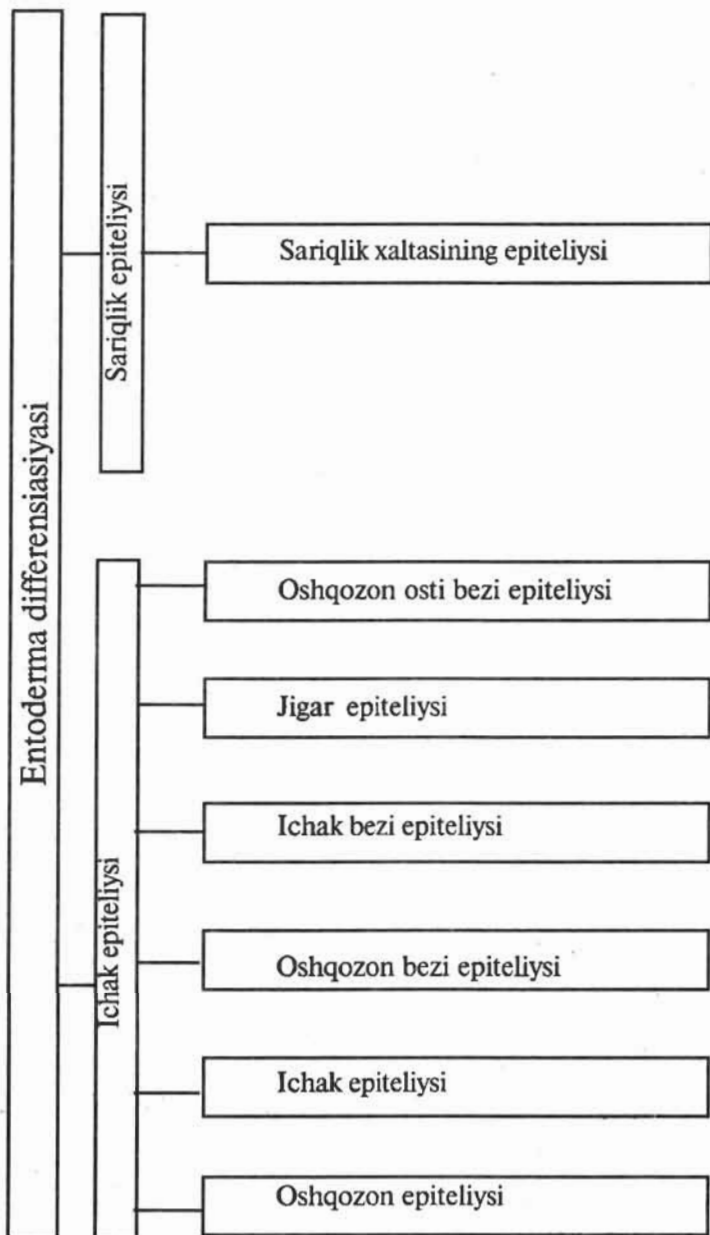 Entoderma differensiasiyasi
Sariqlik epiteliysi
Sariqlik xaltasining epiteliysi
Ichak epiteliysi
Oshqozon osti bezi epiteliysi
Jigar epiteliysi
Ichak bezi epiteliysi
Oshqozon bezi epiteliysi
Ichak epiteliysi
Oshqozon epiteliysi